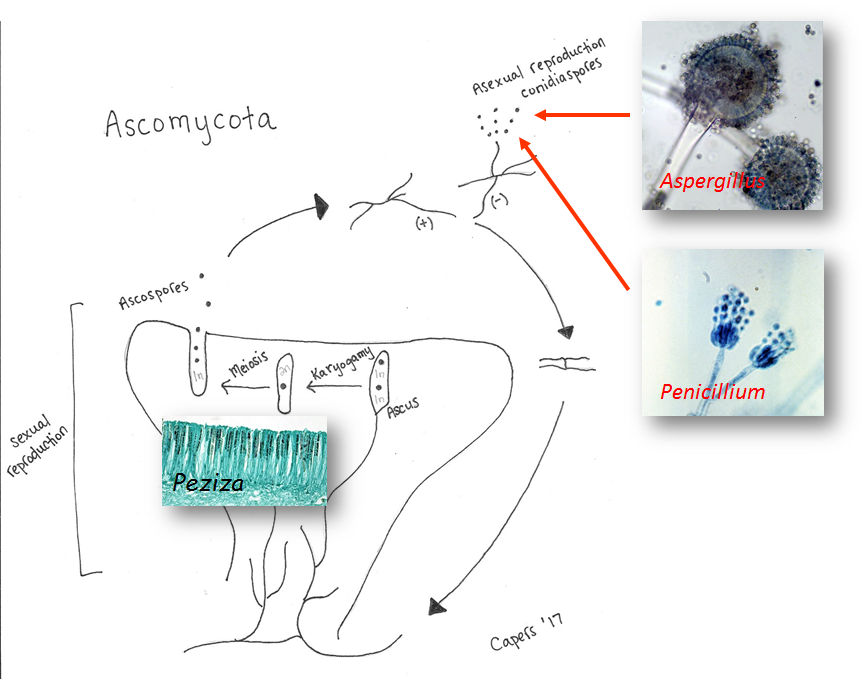 Ascomycota
Asexual reproduction
conidiaspores
Aspergillus
(+)
(-)
Penicillium
Ascospores
Meiosis
Karyogamy
1n
2n
1n
1n
Ascus
sexual
reproduction
Peziza
Capers '17